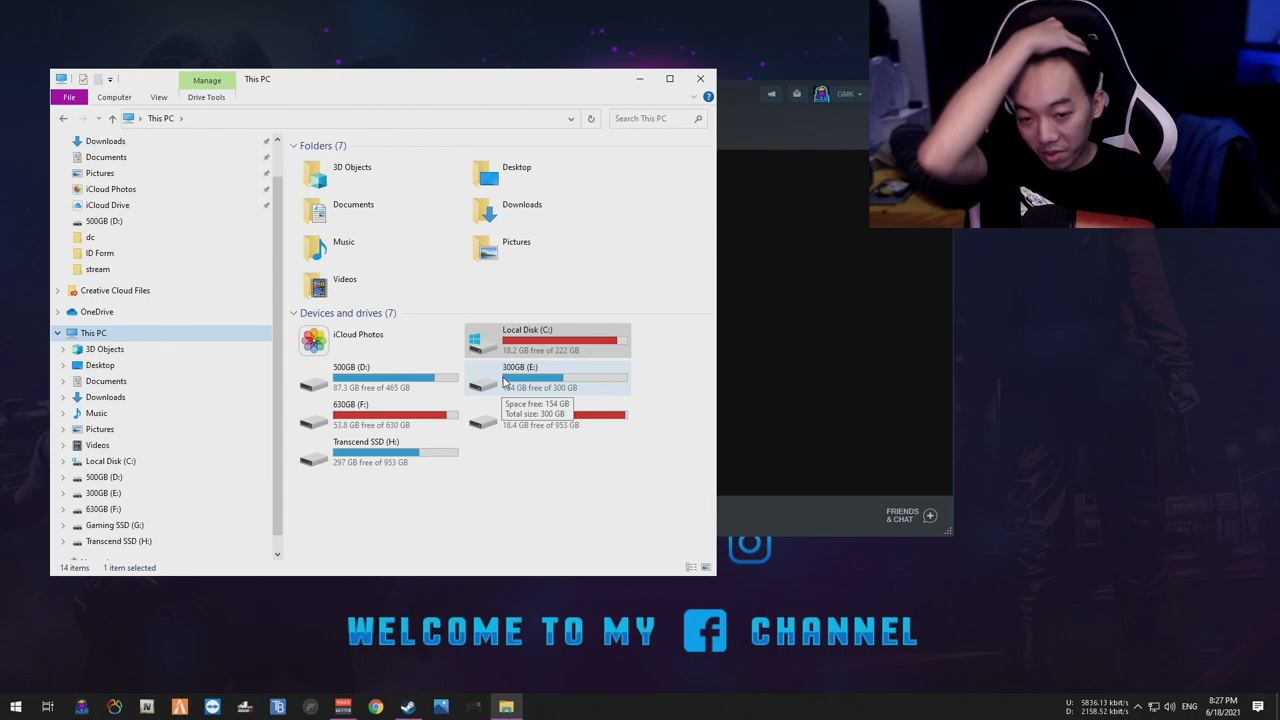 Manage
This PC
File
Computer
View
Drive Tools
This PC
Search This PC
GMK
Downloads
Documents
Pictures
iCloud Photos
iCloud Drive
500GB (D:)
dc
ID Form
stream
Creative Cloud Files
OneDrive
This PC
3D Objects
Desktop
Documents
Downloads
Music
Pictures
Videos
Local Disk (C:)
500GB (D:)
300GB (E:)
630GB (F:)
Gaming SSD (G:)
Transcend SSD (H:)
14 items
1 item selected
Folders (7)
3D Objects
Desktop
Documents
Downloads
Music
Pictures
Videos
Devices and drives (7)
iCloud Photos
Local Disk (C:)
18.2 GB free of 222 GB
500GB (D:)
87.3 GB free of 465 GB
300GB (E:)
GB free of 300 GB
630GB (F:)
53.8 GB free of 630 GB
Space free: 154 GB
Total size: 300 GB
18.4 GB free of 953 GB
Transcend SSD (H:)
297 GB free of 953 GB
FRIENDS
& CHAT
WELCOME TO MY CHANNEL
U: 5836.13 kbit/s
D: 2158.52 kbit/s
ENG
8:27 PM
6/18/2021